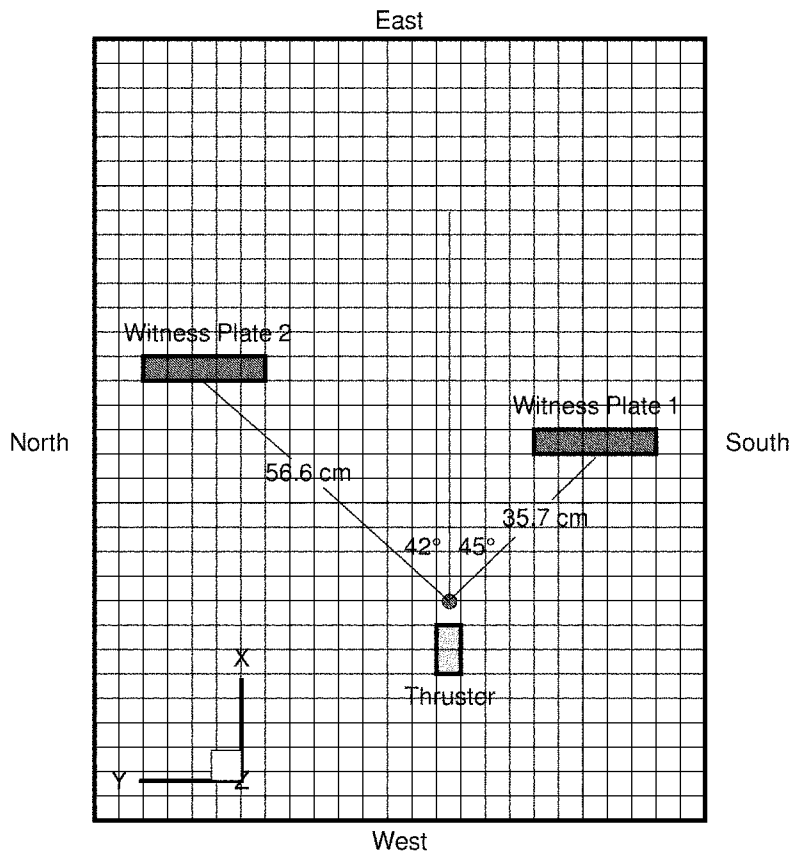 East
Witness Plate 2
Witness Plate 1
North
South
56.6 cm
35.7 cm
42° 45°
X
Thruster
Y
Z
West